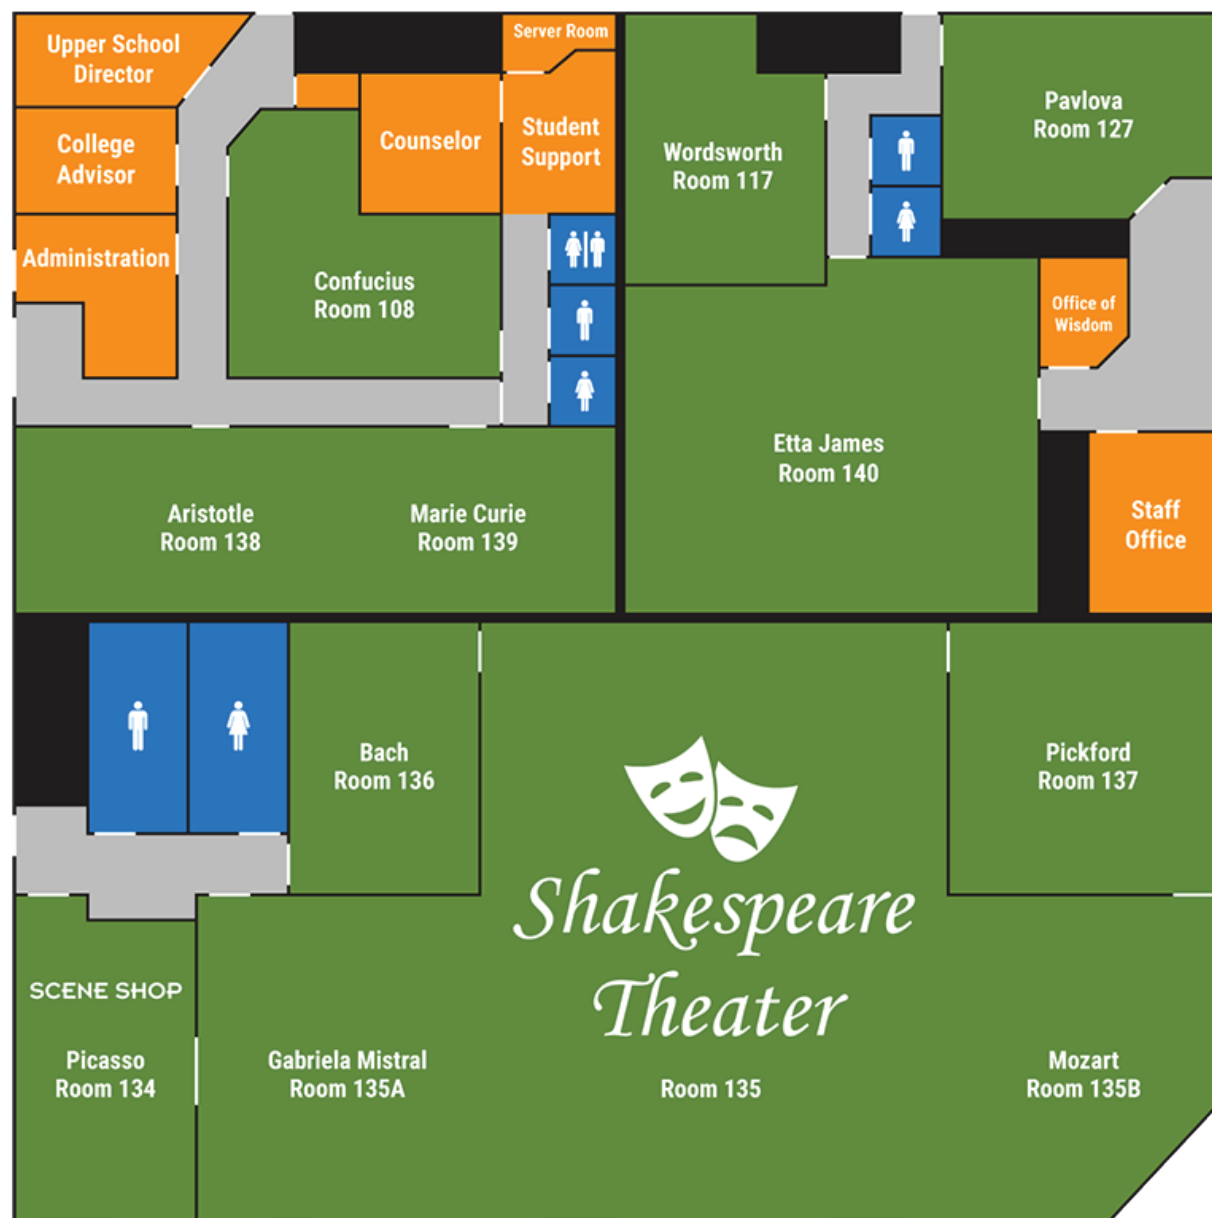 Upper School
Director
Server Room
College
Advisor
Counselor
Student
Support
Administration
Confucius
Room 108
Wordsworth
Room 117
Pavlova
Room 127
Office of
Wisdom
Etta James
Room 140
Staff
Office
Aristotle
Room 138
Marie Curie
Room 139
Bach
Room 136
Pickford
Room 137
Shakespeare
Theater
SCENE SHOP
Picasso
Room 134
Gabriela Mistral
Room 135A
Room 135
Mozart
Room 135B